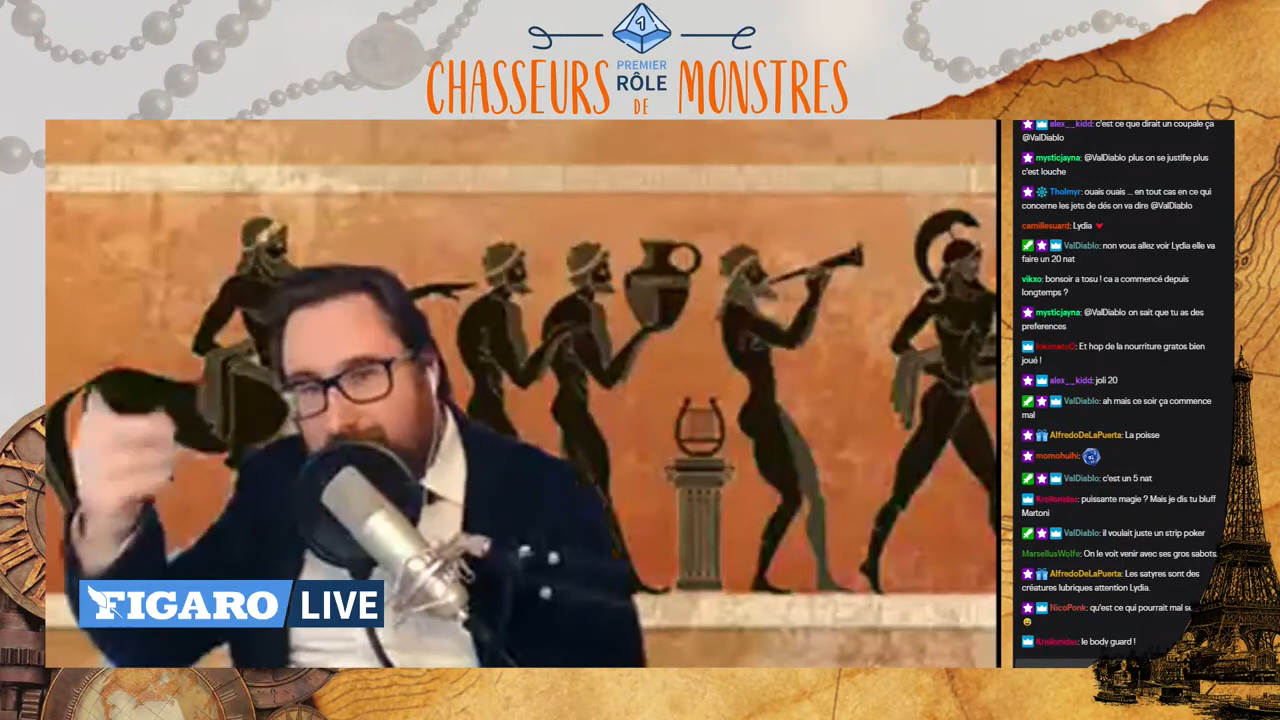 1
PREMIER
CHASSEURS RÔLE MONSTRES
DE
alex__kidd: c'est ce que dirait un coupale ça
@ValDiablo
mysticjayna: @ValDiablo plus on se justifie plus
c'est louche
Tholmyr: ouais ouais ... en tout cas en ce qui
concerne les jets de dés on va dire @ValDiablo
camillesuard: Lydia
ValDiablo: non vous allez voir Lydia elle va
faire un 20 nat
vikxo: bonsoir a tosu ! ca a commencé depuis
longtemps ?
mysticjayna: @ValDiablo on sait que tu as des
preferences
: Et hop de la nourriture gratos bien
joué !
alex__kidd: joli 20
ValDiablo: ah mais ce soir ça commence
mal
AlfredoDeLaPuerta: La poisse
momohuihi:
ValDiablo: c'est un 5 nat
Krellonidas: puissante magie ? Mais je dis tu bluff
Martoni
ValDiablo: il voulait juste un strip poker
MarsellusWolfe: On le voit venir avec ses gros sabots.
AlfredoDeLaPuerta: Les satyres sont des
créatures lubriques attention Lydia.
NicoPonk: qu'est ce qui pourrait mal
Krellonidas: le body guard !
FIGARO LIVE